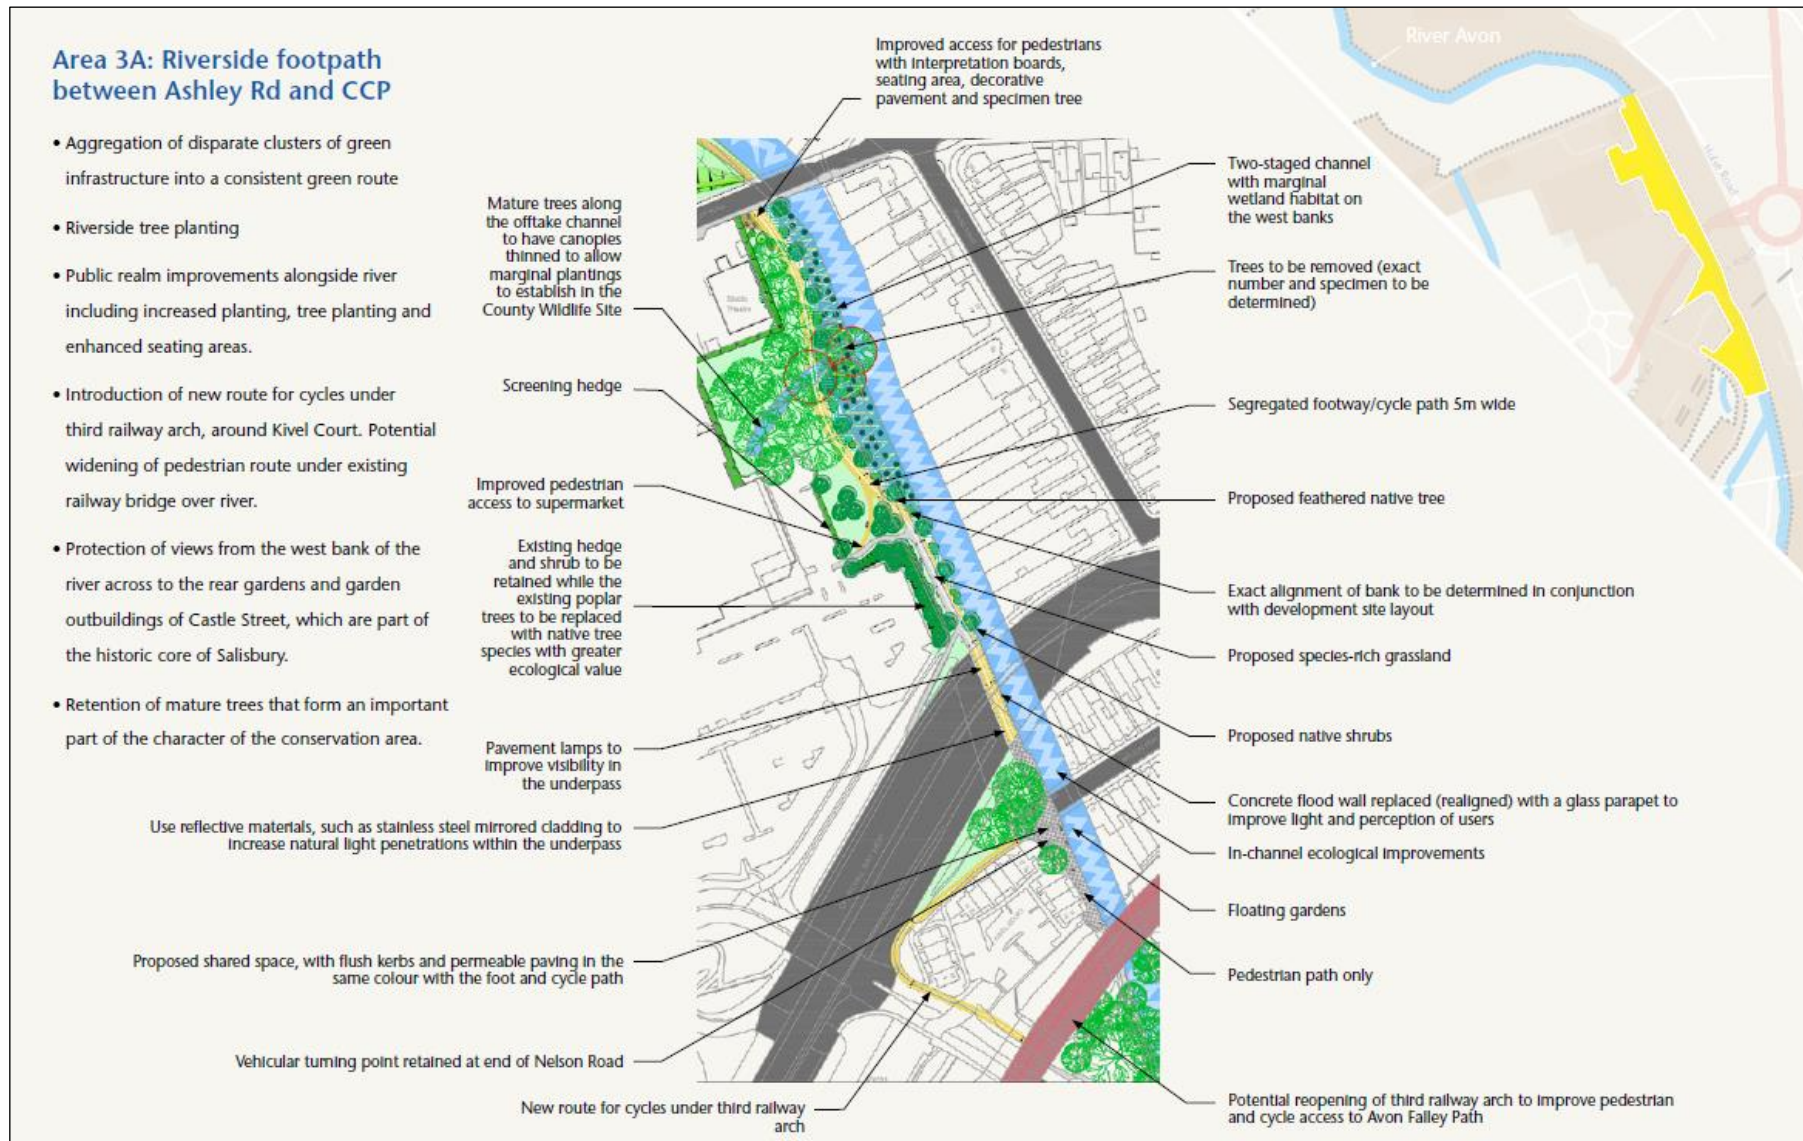 Area 3A: Riverside footpath
between Ashley Rd and CCP
• Aggregation of disparate clusters of green
infrastructure into a consistent green route
• Riverside tree planting
• Public realm improvements alongside river
including increased planting, tree planting and
enhanced seating areas.
• Introduction of new route for cycles under
third railway arch, around Kivel Court. Potential
widening of pedestrian route under existing
railway bridge over river.
• Protection of views from the west bank of the
river across to the rear gardens and garden
outbuildings of Castle Street, which are part of
the historic core of Salisbury.
• Retention of mature trees that form an important
part of the character of the conservation area.
Mature trees along
the offtake channel
to have canopies
thinned to allow
marginal plantings
to establish in the
County Wildlife Site
Screening hedge
Improved pedestrian
access to supermarket
Existing hedge
and shrub to be
retained while the
existing poplar
trees to be replaced
with native tree
species with greater
ecological value
Pavement lamps to
improve visibility in
the underpass
Use reflective materials, such as stainless steel mirrored cladding to
increase natural light penetrations within the underpass
Proposed shared space, with flush kerbs and permeable paving in the
same colour with the foot and cycle path
Vehicular turning point retained at end of Nelson Road
New route for cycles under third railway
arch
Improved access for pedestrians
with interpretation boards,
seating area, decorative
pavement and specimen tree
Two-staged channel
with marginal
wetland habitat on
the west banks
Trees to be removed (exact
number and specimen to be
determined)
Segregated footway/cycle path 5m wide
Proposed feathered native tree
Exact alignment of bank to be determined in conjunction
with development site layout
Proposed species-rich grassland
Proposed native shrubs
Concrete flood wall replaced (realigned) with a glass parapet to
improve light and perception of users
In-channel ecological improvements
Floating gardens
Pedestrian path only
Potential reopening of third railway arch to improve pedestrian
and cycle access to Avon Falley Path
River Avon